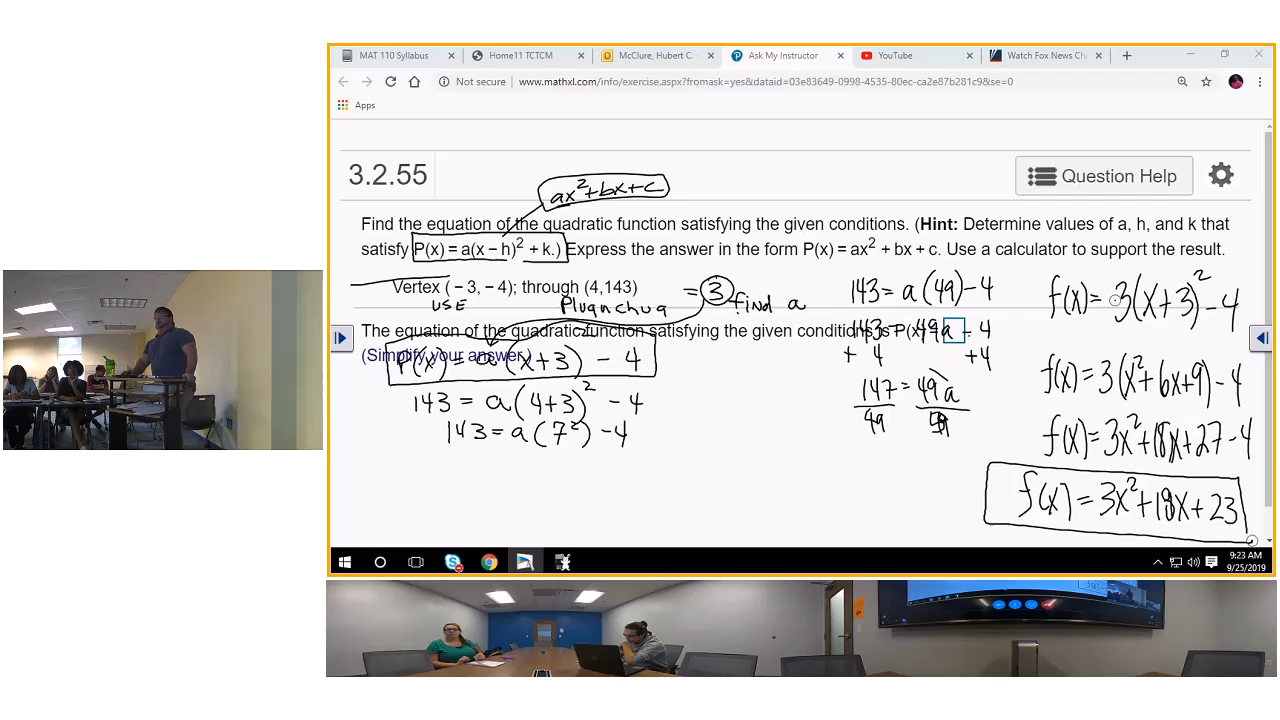 MAT 110 Syllabus
Home11 TCTCM
McClure, Hubert C. -
Ask My Instructor
YouTube
Watch Fox News Cha
Not secure | www.mathxl.com/info/exercise.aspx?fromask=yes&dataid=03e83649-0998-4535-80ec-ca2e87b281c9&seq=0
Apps
3.2.55
Question Help
ax²+bx+c
Find the equation of the quadratic function satisfying the given conditions. (Hint: Determine values of a, h, and k that
satisfy P(x) = a(x − h)² + k.) Express the answer in the form P(x) = ax² + bx + c. Use a calculator to support the result.
Vertex (−3, −4); through (4,143)
= 3 find a
USE
The equation of the quadratic function satisfying the given conditions is P(x) =
(Simplify your answer.)
P(x) = a (x+3) − 4
143 = a(4+3)² − 4
143 = a(7²) −4
143 = a(49)−4
143 = 49a − 4
+ 4 +4
147 = 49a
49 49
f(x) = 3(x+3)² −4
f(x) = 3(x²+6x+9) −4
f(x) = 3x²+18x+27−4
f(x) = 3x²+18x+23
9:23 AM
9/25/2019